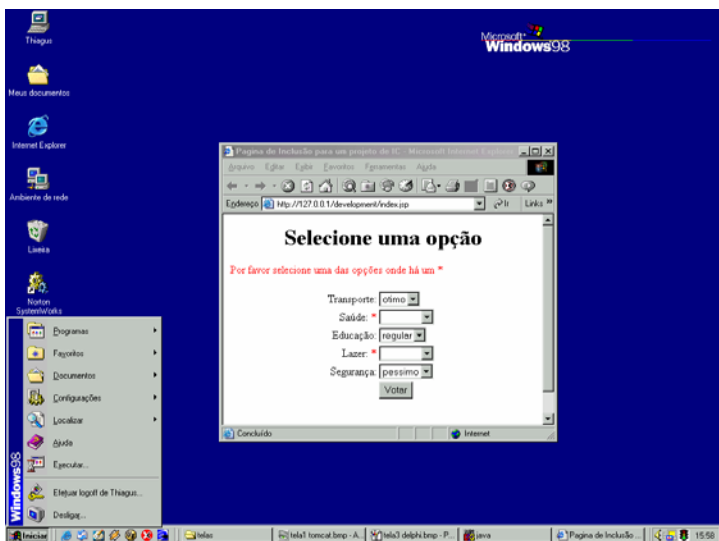 Thiagus
Meus documentos
Internet Explorer
Ambiente de rede
Lixeira
Norton
SystemWorks
Microsoft
Windows98
Pagina de Inclusão para um projeto de IC - Microsoft Internet Explorer
Arquivo Editar Exibir Favoritos Ferramentas Ajuda
Endereço http://127.0.0.1/development/index.jsp Ir Links »
Selecione uma opção
Por favor selecione uma das opções onde há um *
Transporte: otimo
Saúde: *
Educação: regular
Lazer: *
Segurança: pessimo
Votar
Concluído Internet
Windows98
Programas
Favoritos
Documentos
Configurações
Localizar
Ajuda
Executar...
Efetuar logoff de Thiagus...
Desligar...
Iniciar telas tela1 tomcat.bmp - A... tela3 delphi.bmp - P... java Pagina de Inclusão ... 15:58